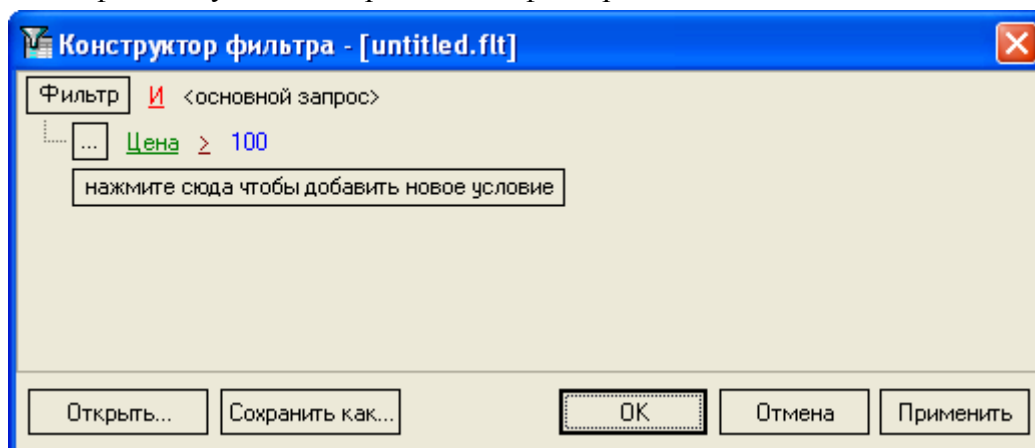 Конструктор фильтра - [untitled.flt]
Фильтр И <основной запрос>
... Цена > 100
нажмите сюда чтобы добавить новое условие
Открыть... Сохранить как... OK Отмена Применить